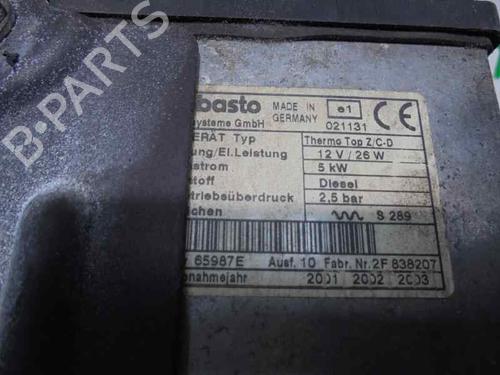 B-PARTS
basto
MADE IN GERMANY
e1
CE
systeme GmbH
021131
ERÄT Typ
Thermo Top Z/C-D
ung/El.Leistung
12 V / 26 W
strom
5 kW
toff
Diesel
triebsüberdruck
2,5 bar
chen
S 289
65987E Ausf. 10 Fabr. Nr. 2F 838207
nahmejahr
2001 2002 2003